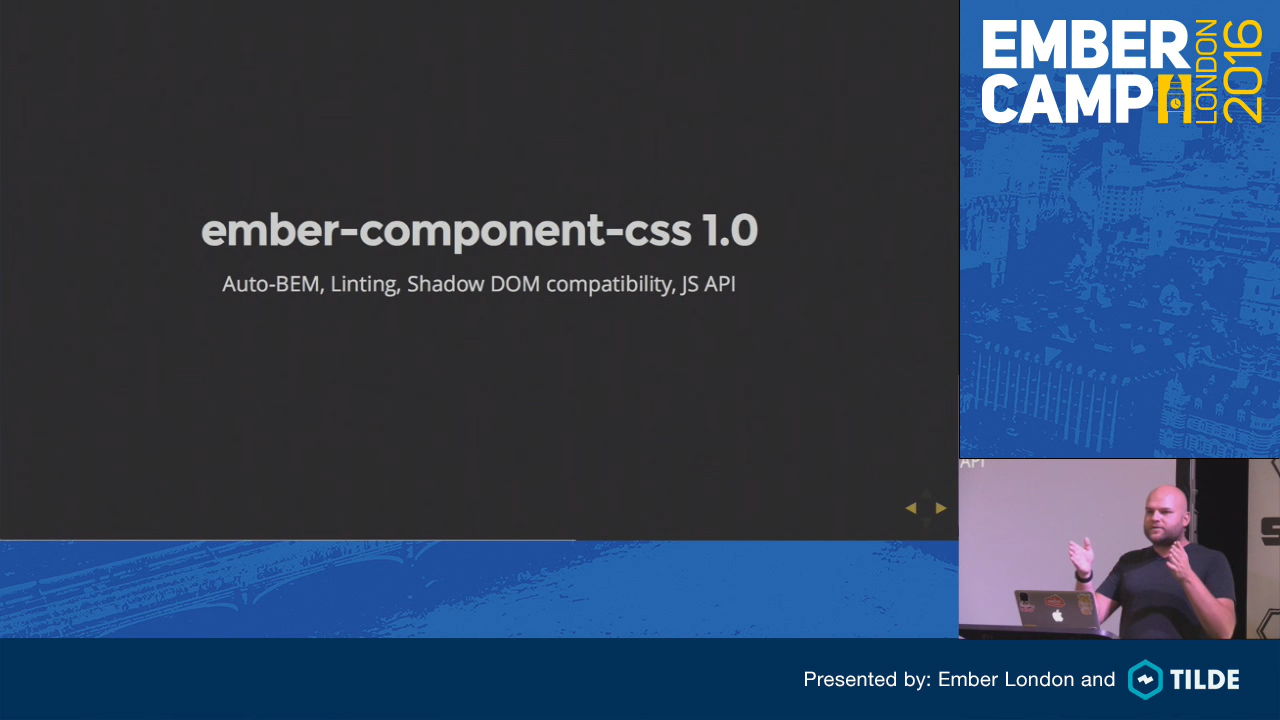 ember-component-css 1.0
Auto-BEM, Linting, Shadow DOM compatibility, JS API
EMBER
CAMP
LONDON
2016
API
Presented by: Ember London and TILDE